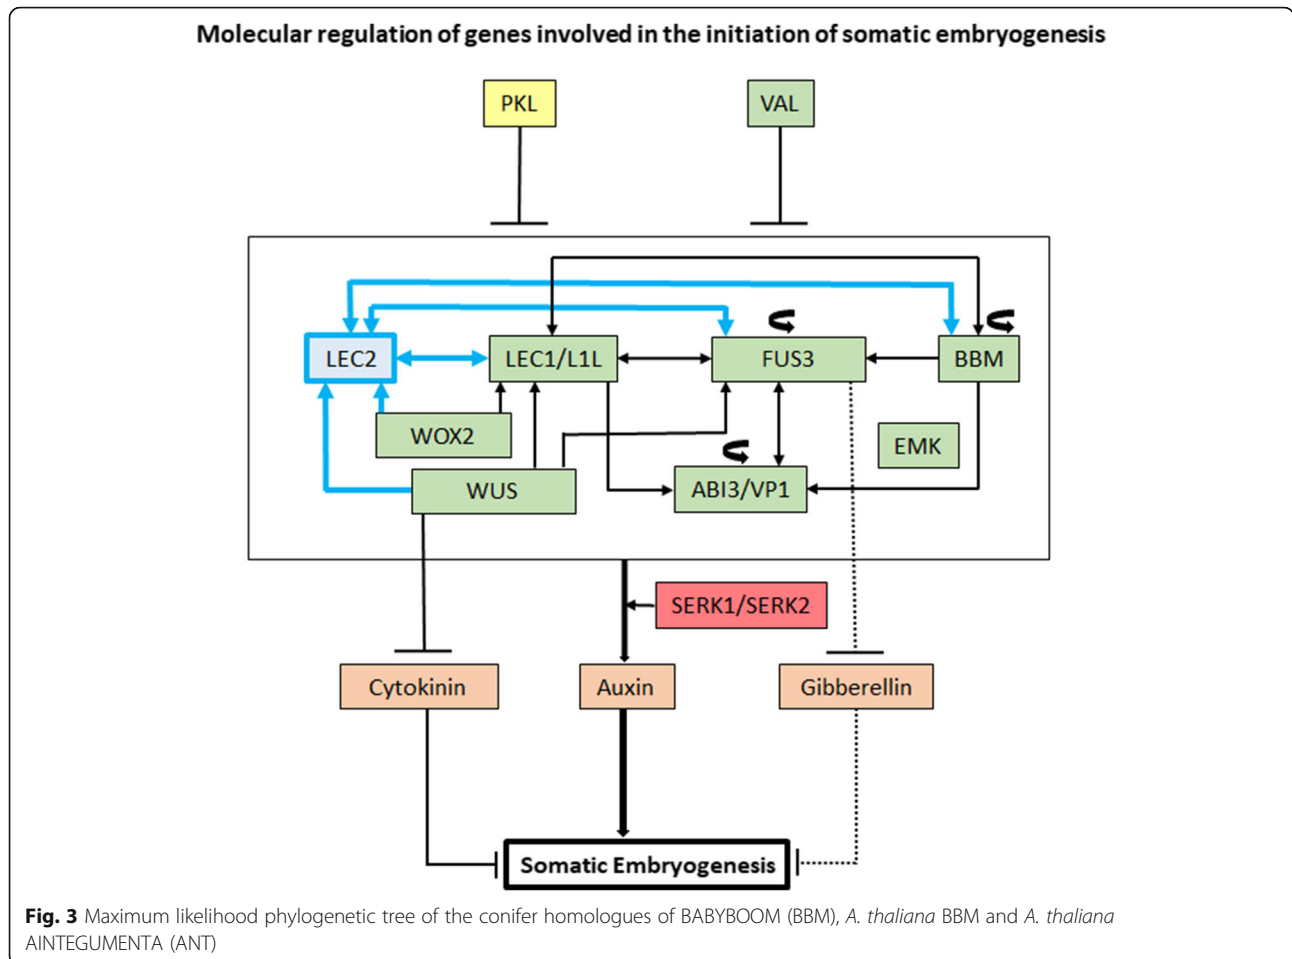 Molecular regulation of genes involved in the initiation of somatic embryogenesis
PKL
VAL
LEC2
LEC1/L1L
FUS3
BBM
WOX2
EMK
WUS
ABI3/VP1
SERK1/SERK2
Cytokinin
Auxin
Gibberellin
Somatic Embryogenesis
Fig. 3 Maximum likelihood phylogenetic tree of the conifer homologues of BABYBOOM (BBM), A. thaliana BBM and A. thaliana
AINTEGUMENTA (ANT)